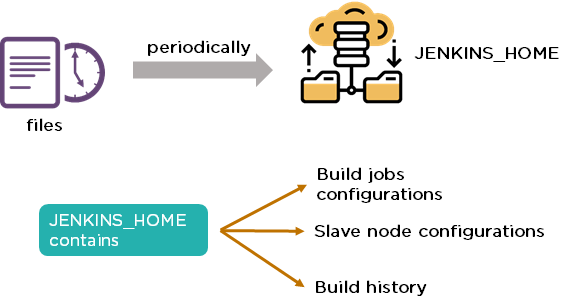 periodically
JENKINS_HOME
files
Build jobs
configurations
JENKINS_HOME
contains
Slave node configurations
Build history